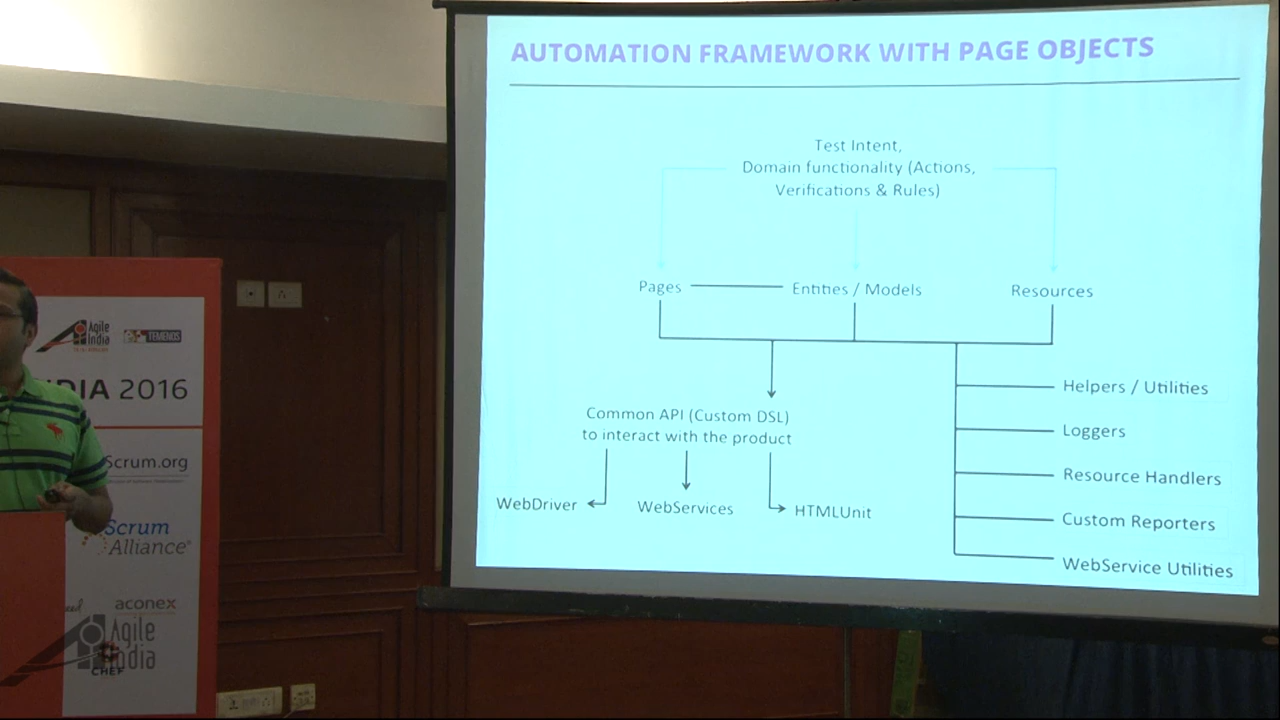 AUTOMATION FRAMEWORK WITH PAGE OBJECTS
Test Intent,
Domain functionality (Actions,
Verifications & Rules)
Pages
Entities / Models
Resources
Common API (Custom DSL)
to interact with the product
WebDriver
WebServices
HTMLUnit
Helpers / Utilities
Loggers
Resource Handlers
Custom Reporters
WebService Utilities
Agile
India
TEMENOS
DIA 2016
Scrum.org
Scrum
Alliance®
aconex
Agile
India
CHEF